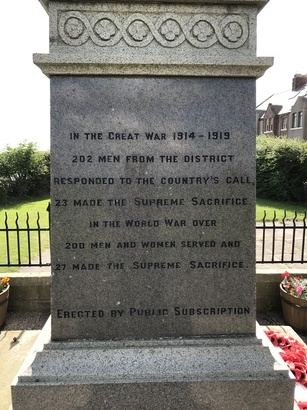 IN THE GREAT WAR 1914-1919
202 MEN FROM THE DISTRICT
RESPONDED TO THE COUNTRY'S CALL,
23 MADE THE SUPREME SACRIFICE.
IN THE WORLD WAR OVER
200 MEN AND WOMEN SERVED AND
27 MADE THE SUPREME SACRIFICE.
ERECTED BY PUBLIC SUBSCRIPTION